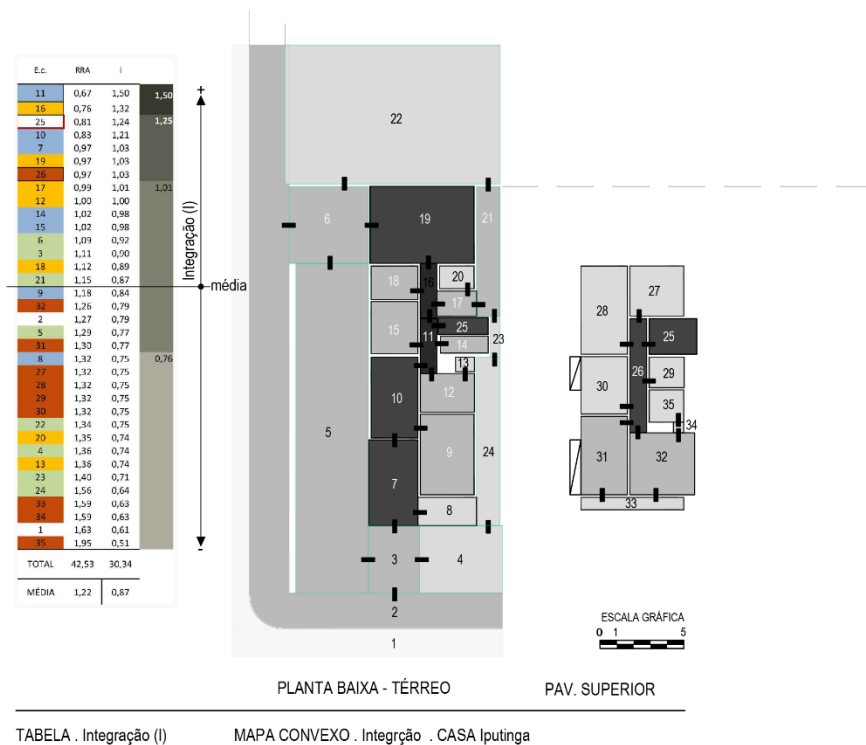 E.c. RRA I
11 0,67 1,50 1,50
16 0,76 1,32
25 0,81 1,24 1,25
10 0,83 1,21
7 0,97 1,03
19 0,97 1,03
26 0,97 1,03
17 0,99 1,01 1,01
12 1,00 1,00
14 1,02 0,98
15 1,02 0,98
6 1,09 0,92
3 1,11 0,90
18 1,12 0,89
21 1,15 0,87
9 1,18 0,84
32 1,26 0,79
2 1,27 0,79
5 1,29 0,77
31 1,30 0,77
8 1,32 0,75 0,76
27 1,32 0,75
28 1,32 0,75
29 1,32 0,75
30 1,32 0,75
22 1,34 0,75
20 1,35 0,74
4 1,36 0,74
13 1,36 0,74
23 1,40 0,71
24 1,56 0,64
33 1,59 0,63
34 1,59 0,63
1 1,63 0,61
35 1,95 0,51
TOTAL 42,53 30,34
MÉDIA 1,22 0,87
+
Integração (I)
média
-
22
6 19 21
18 16 20
17
15 11 25 23
14
13
10 12
5 9 24
7 8
3 4
2
1
28 27
25
26 29
30 35
34
31 32
33
ESCALA GRÁFICA
0 1 5
PLANTA BAIXA - TÉRREO PAV. SUPERIOR
TABELA . Integração (I) MAPA CONVEXO . Integrção . CASA Iputinga